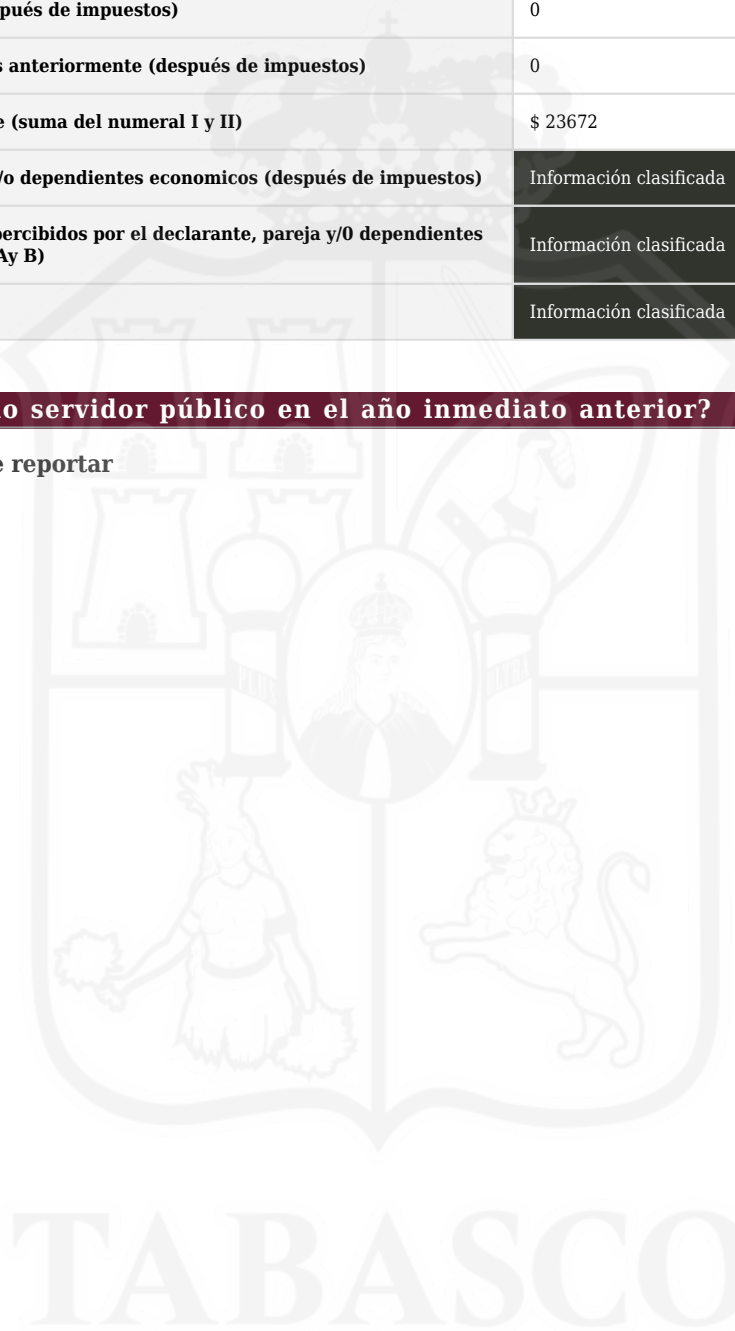 pués de impuestos)
0
s anteriormente (después de impuestos)
0
e (suma del numeral I y II)
$ 23672
/o dependientes economicos (después de impuestos)
Información clasificada
percibidos por el declarante, pareja y/0 dependientes
Ay B)
Información clasificada
Información clasificada
o servidor público en el año inmediato anterior?
e reportar
PLUS
ULTRA
TABASCO